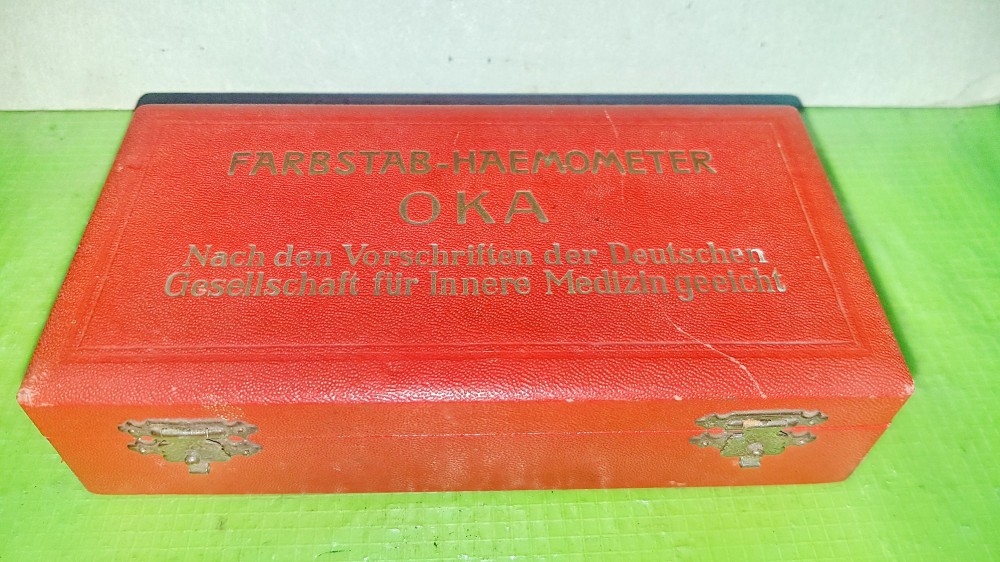 FARBSTAB-HAEMOMETER
OKA
Nach den Vorschriften der Deutschen
Gesellschaft für Innere Medizin geeicht